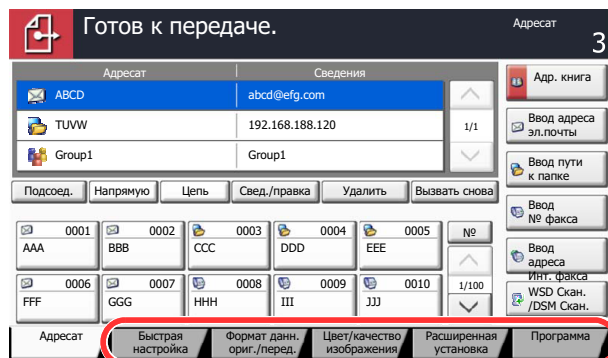 Готов к передаче.
Адресат
3
Адресат Сведения
ABCD abcd@efg.com
TUVW 192.168.188.120
Group1 Group1
1/1
Подсоед. Напрямую Цепь Свед./правка Удалить Вызвать снова
0001 0002 0003 0004 0005 №
AAA BBB CCC DDD EEE
0006 0007 0008 0009 0010 1/100
FFF GGG HHH III JJJ
Адр. книга
Ввод адреса
эл.почты
Ввод пути
к папке
Ввод
№ факса
Ввод
адреса
Инт. факса
WSD Скан.
/DSM Скан.
Адресат
Быстрая
настройка
Формат данн.
ориг./перед.
Цвет/качество
изображения
Расширенная
установка
Программа